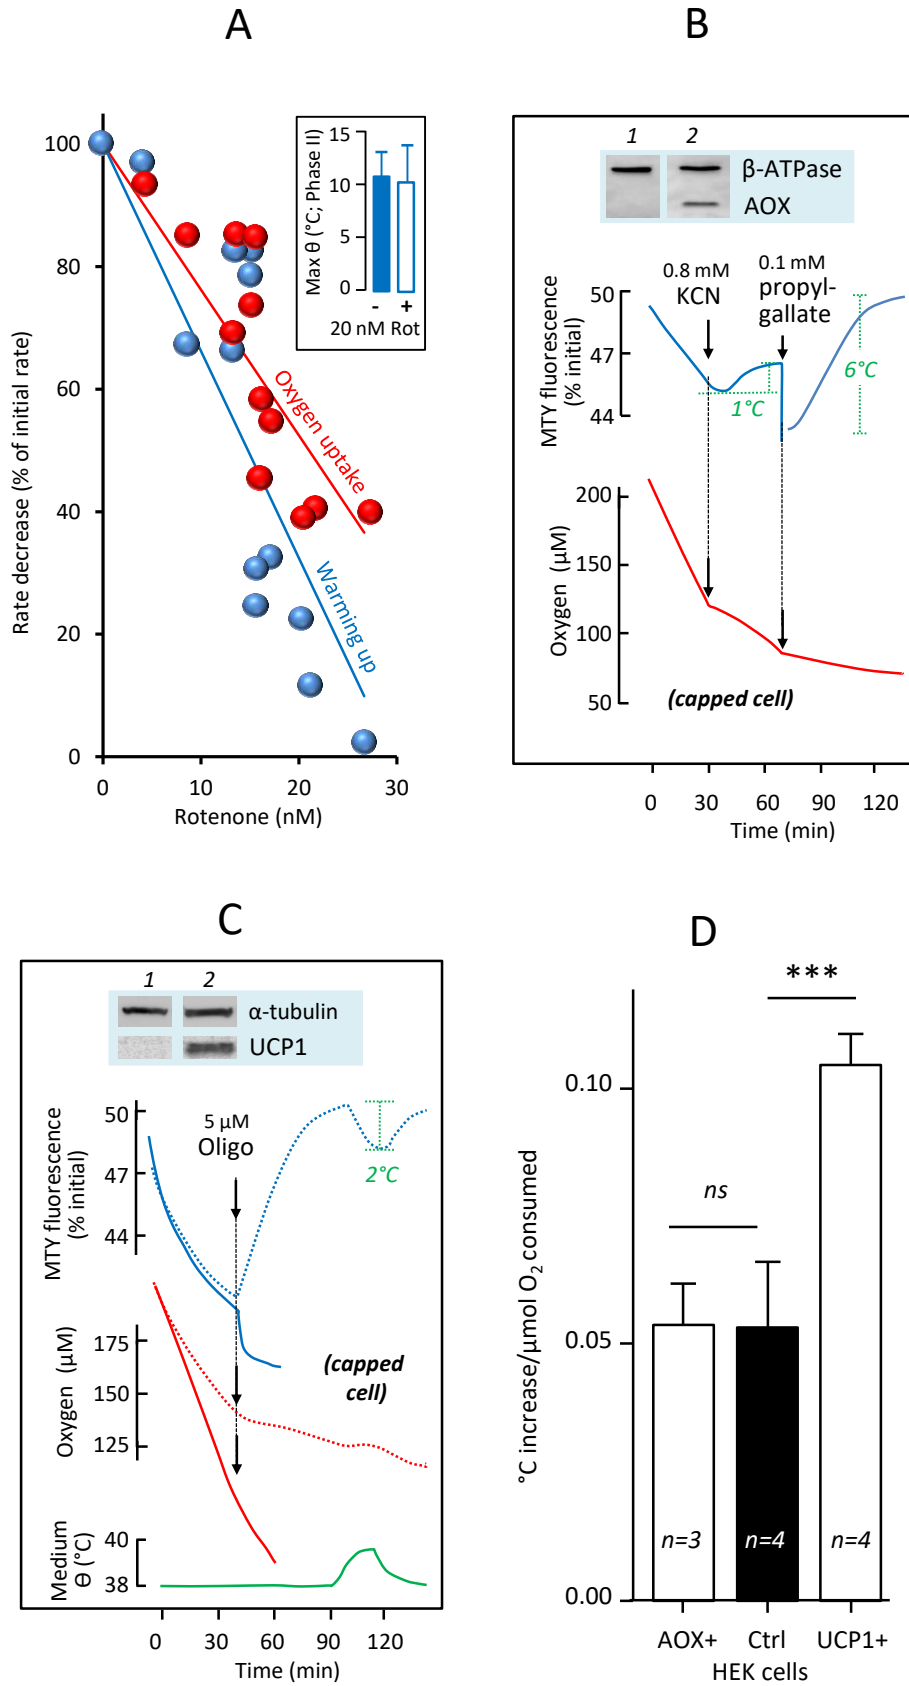 A
Rate decrease (% of initial rate)
100
80
60
40
20
0
0 10 20 30
Rotenone (nM)
Oxygen uptake
Warming up
Max θ (°C; Phase II)
15
10
5
0
- +
20 nM Rot
B
1 2
β-ATPase
AOX
MTY fluorescence
(% initial)
50
47
44
0.8 mM
KCN
0.1 mM
propyl-
gallate
1°C
6°C
Oxygen (µM)
200
150
100
50
(capped cell)
0 30 60 90 120
Time (min)
C
1 2
α-tubulin
UCP1
MTY fluorescence
(% initial)
50
47
44
5 µM
Oligo
2°C
Oxygen (µM)
175
150
125
(capped
cell)
Medium
Θ (°C)
40
38
0 30 60 90 120
Time (min)
D
°C increase/µmol O2 consumed
0.10
0.05
0.00
***
ns
n=3 n=4 n=4
AOX+ Ctrl UCP1+
HEK cells